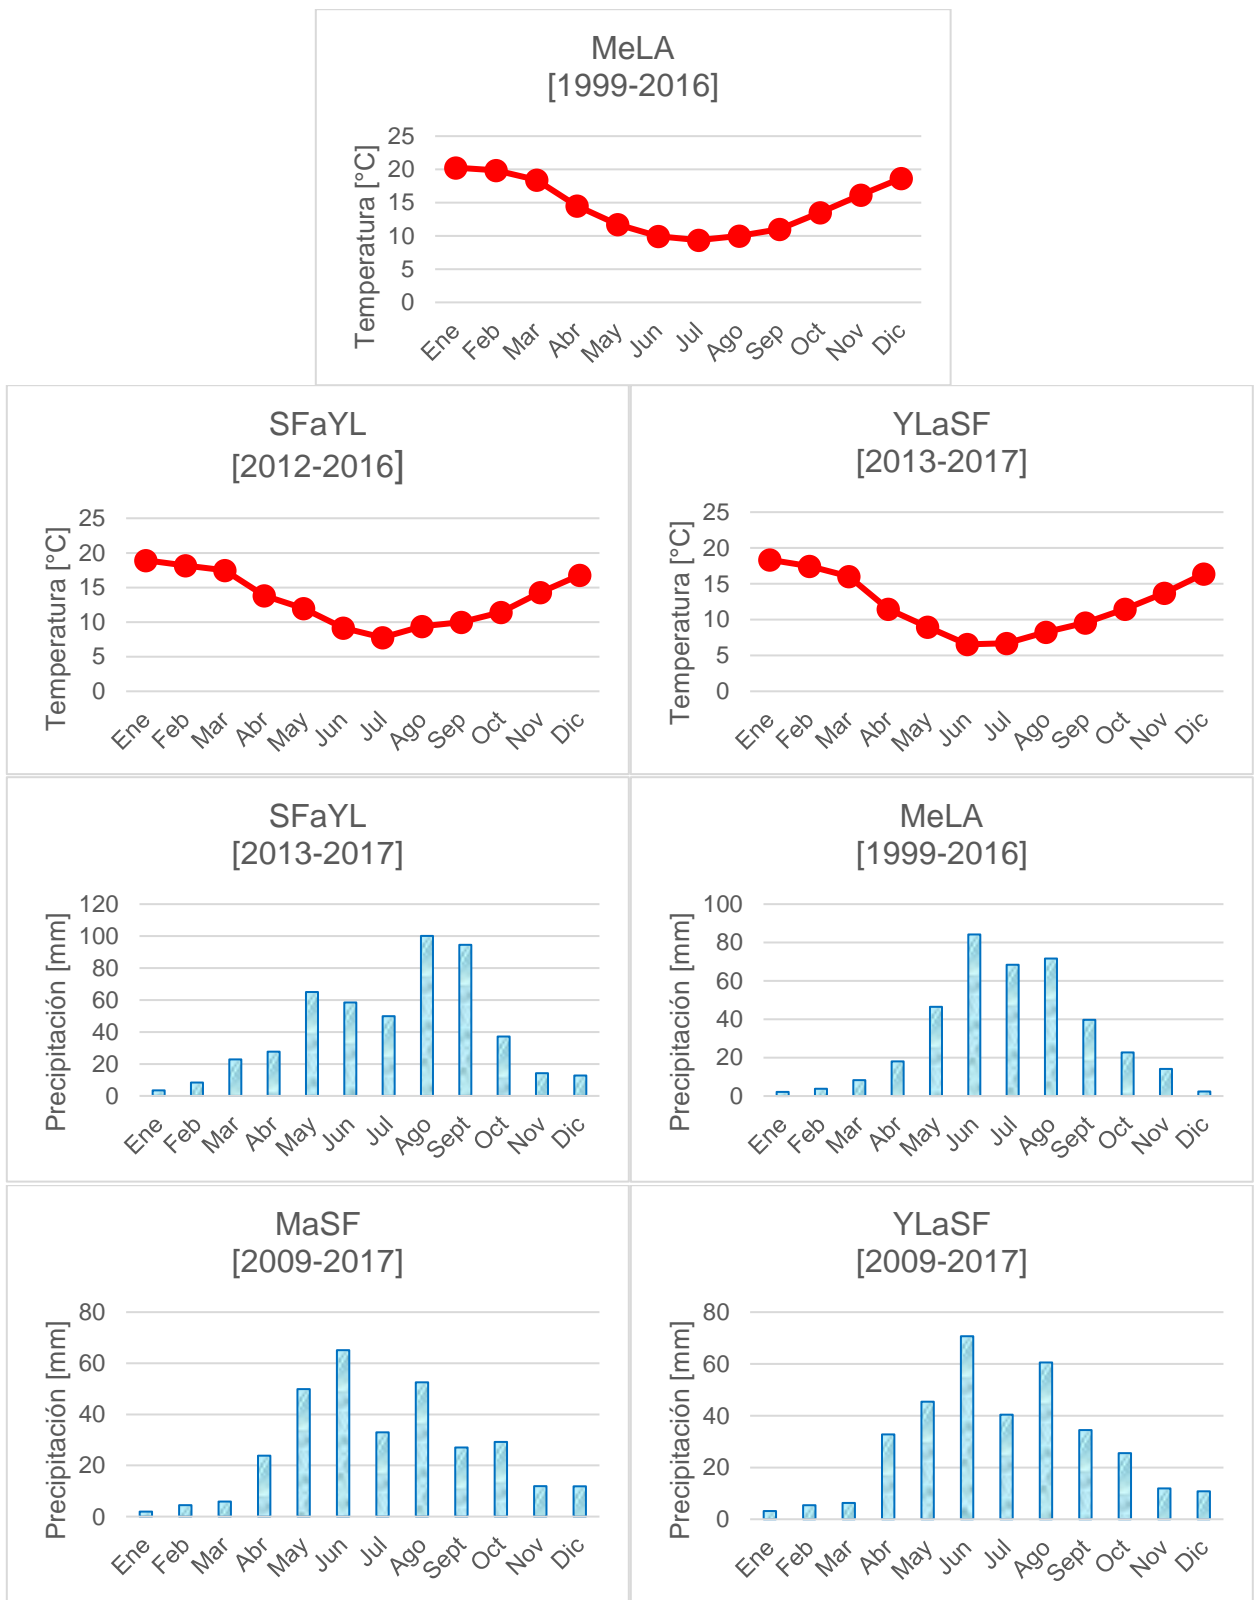 MeLA
[1999-2016]
Temperatura [°C]
25
20
15
10
5
0
Ene Feb Mar Abr May Jun Jul Ago Sep Oct Nov Dic
SFaYL
[2012-2016]
Temperatura [°C]
25
20
15
10
5
0
Ene Feb Mar Abr May Jun Jul Ago Sep Oct Nov Dic
YLaSF
[2013-2017]
Temperatura [°C]
25
20
15
10
5
0
Ene Feb Mar Abr May Jun Jul Ago Sep Oct Nov Dic
SFaYL
[2013-2017]
Precipitación [mm]
120
100
80
60
40
20
0
Ene Feb Mar Abr May Jun Jul Ago Sept Oct Nov Dic
MeLA
[1999-2016]
Precipitación [mm]
100
80
60
40
20
0
Ene Feb Mar Abr May Jun Jul Ago Sept Oct Nov Dic
MaSF
[2009-2017]
Precipitación [mm]
80
60
40
20
0
Ene Feb Mar Abr May Jun Jul Ago Sept Oct Nov Dic
YLaSF
[2009-2017]
Precipitación [mm]
80
60
40
20
0
Ene Feb Mar Abr May Jun Jul Ago Sept Oct Nov Dic